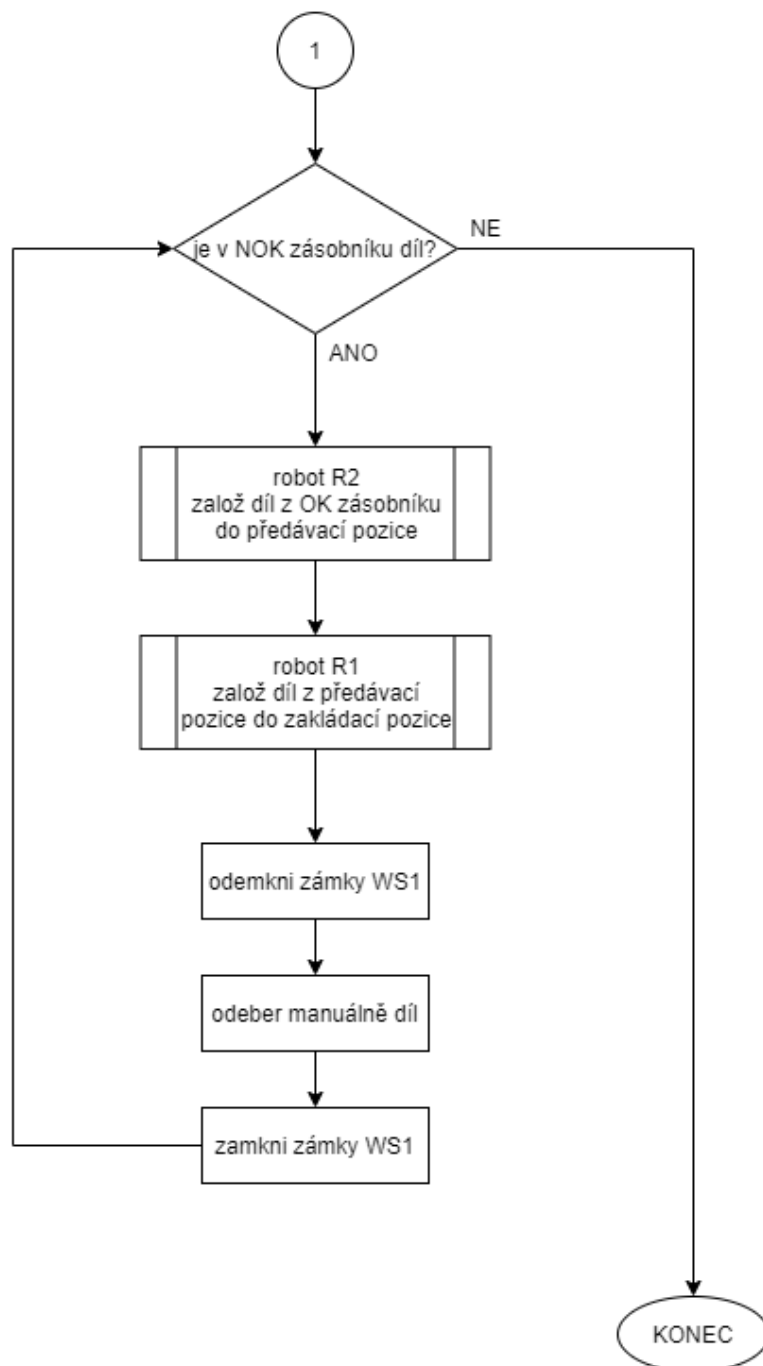 1
je v NOK zásobníku díl?
NE
ANO
robot R2
založ díl z OK zásobníku
do předávací pozice
robot R1
založ díl z předávací
pozice do zakládací pozice
odemkni zámky WS1
odeber manuálně díl
zamkni zámky WS1
KONEC